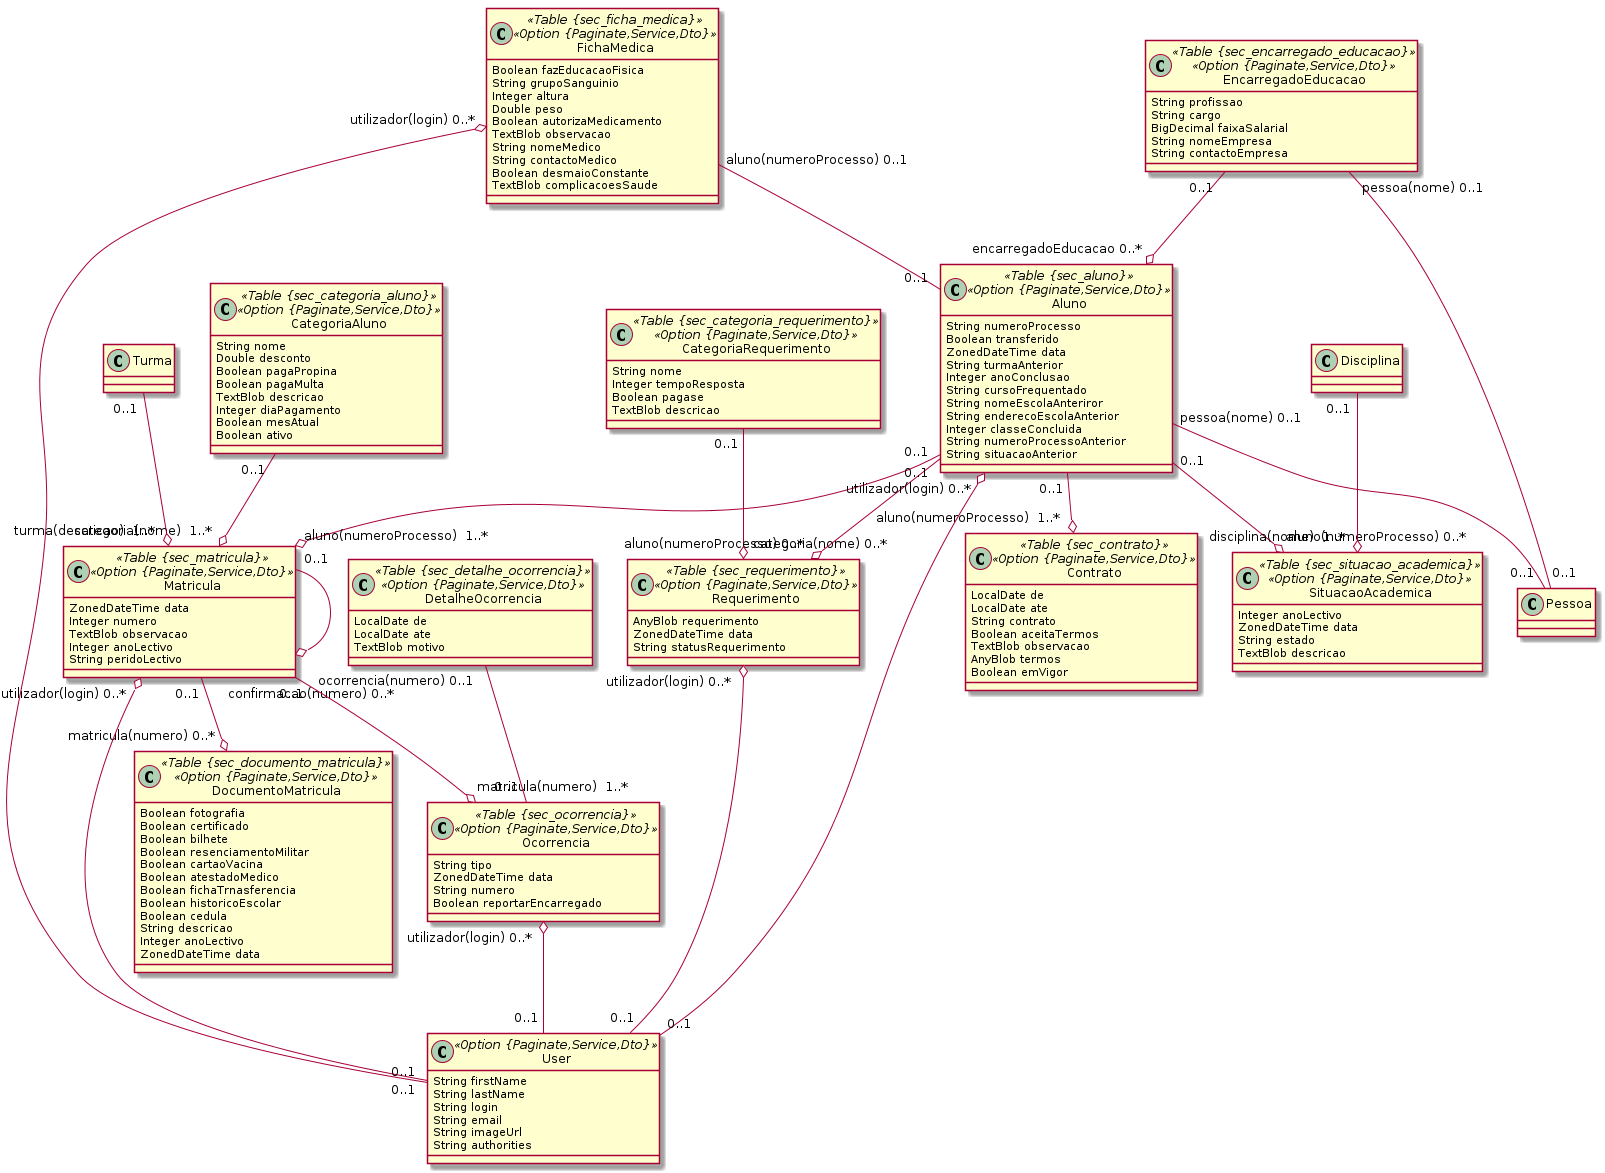 «Table {sec_ficha_medica}»
«Option {Paginate,Service,Dto}»
FichaMedica
Boolean fazEducacaoFisica
String grupoSanguinio
Integer altura
Double peso
Boolean autorizaMedicamento
TextBlob observacao
String nomeMedico
String contactoMedico
Boolean desmaioConstante
TextBlob complicacoesSaude
«Table {sec_encarregado_educacao}»
«Option {Paginate,Service,Dto}»
EncarregadoEducacao
String profissao
String cargo
BigDecimal faixaSalarial
String nomeEmpresa
String contactoEmpresa
utilizador(login) 0..*
aluno(numeroProcesso) 0..1
0..1
pessoa(nome) 0..1
encarregadoEducacao 0..*
0..1
«Table {sec_aluno}»
«Option {Paginate,Service,Dto}»
Aluno
String numeroProcesso
Boolean transferido
ZonedDateTime data
String turmaAnterior
Integer anoConclusao
String cursoFrequentado
String nomeEscolaAnteriror
String enderecoEscolaAnterior
Integer classeConcluida
String numeroProcessoAnterior
String situacaoAnterior
«Table {sec_categoria_aluno}»
«Option {Paginate,Service,Dto}»
CategoriaAluno
String nome
Double desconto
Boolean pagaPropina
Boolean pagaMulta
TextBlob descricao
Integer diaPagamento
Boolean mesAtual
Boolean ativo
«Table {sec_categoria_requerimento}»
«Option {Paginate,Service,Dto}»
CategoriaRequerimento
String nome
Integer tempoResposta
Boolean pagase
TextBlob descricao
Turma
Disciplina
0..1
0..1
0..1
0..1
pessoa(nome) 0..1
0..1
0..1
0..1
utilizador(login) 0..*
0..1
aluno(numeroProcesso)  1..*
turma(descricao)  1..*
categoria(nome)  1..*
aluno(numeroProcesso)  1..*
0..1
aluno(numeroProcesso) 0..*
categoria(nome) 0..*
disciplina(nome)  1..*
aluno(numeroProcesso) 0..*
0..1
0..1
«Table {sec_matricula}»
«Option {Paginate,Service,Dto}»
Matricula
ZonedDateTime data
Integer numero
TextBlob observacao
Integer anoLectivo
String peridoLectivo
«Table {sec_detalhe_ocorrencia}»
«Option {Paginate,Service,Dto}»
DetalheOcorrencia
LocalDate de
LocalDate ate
TextBlob motivo
«Table {sec_requerimento}»
«Option {Paginate,Service,Dto}»
Requerimento
AnyBlob requerimento
ZonedDateTime data
String statusRequerimento
«Table {sec_contrato}»
«Option {Paginate,Service,Dto}»
Contrato
LocalDate de
LocalDate ate
String contrato
Boolean aceitaTermos
TextBlob observacao
AnyBlob termos
Boolean emVigor
«Table {sec_situacao_academica}»
«Option {Paginate,Service,Dto}»
SituacaoAcademica
Integer anoLectivo
ZonedDateTime data
String estado
TextBlob descricao
Pessoa
utilizador(login) 0..*
0..1
confirmacao(numero) 0..*
0..1
ocorrencia(numero) 0..1
utilizador(login) 0..*
matricula(numero) 0..*
matricula(numero)  1..*
0..1
«Table {sec_documento_matricula}»
«Option {Paginate,Service,Dto}»
DocumentoMatricula
Boolean fotografia
Boolean certificado
Boolean bilhete
Boolean resenciamentoMilitar
Boolean cartaoVacina
Boolean atestadoMedico
Boolean fichaTrnasferencia
Boolean historicoEscolar
Boolean cedula
String descricao
Integer anoLectivo
ZonedDateTime data
«Table {sec_ocorrencia}»
«Option {Paginate,Service,Dto}»
Ocorrencia
String tipo
ZonedDateTime data
String numero
Boolean reportarEncarregado
utilizador(login) 0..*
0..1
0..1
0..1
0..1
0..1
«Option {Paginate,Service,Dto}»
User
String firstName
String lastName
String login
String email
String imageUrl
String authorities